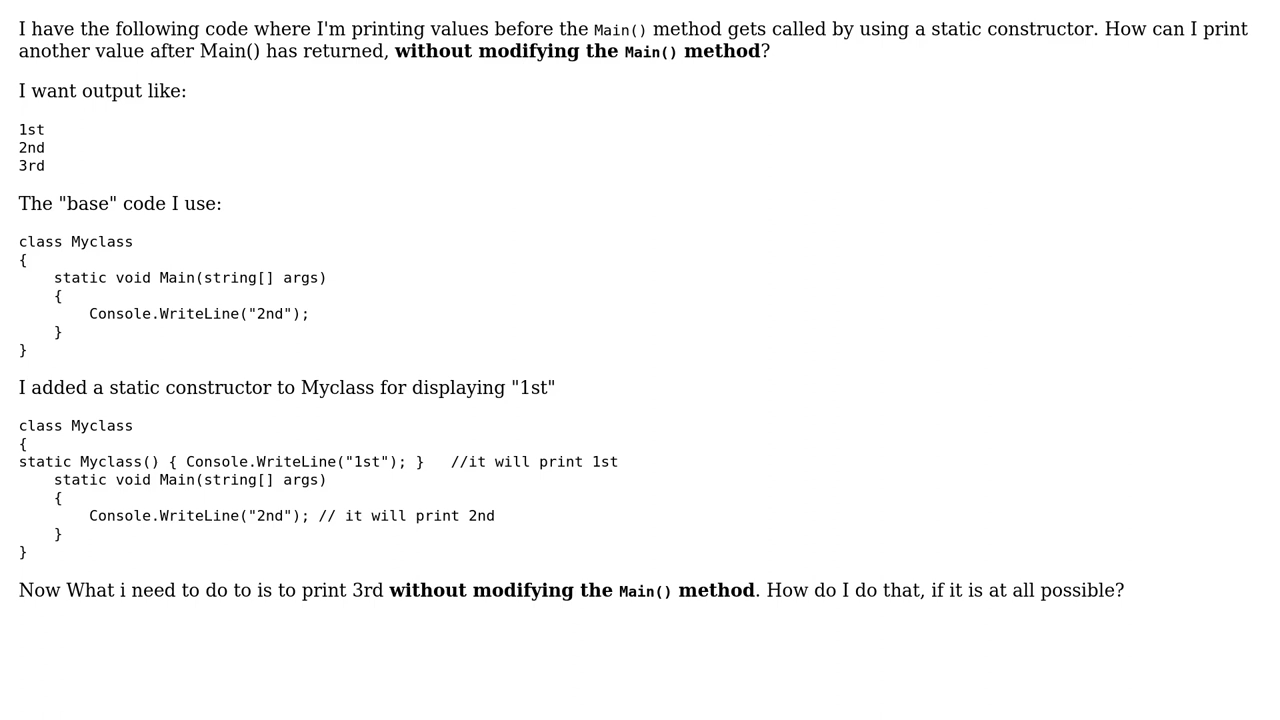 I have the following code where I'm printing values before the Main() method gets called by using a static constructor. How can I print
another value after Main() has returned, without modifying the Main() method?
I want output like:
1st
2nd
3rd
The "base" code I use:
class Myclass
{
    static void Main(string[] args)
    {
        Console.WriteLine("2nd");
    }
}
I added a static constructor to Myclass for displaying "1st"
class Myclass
{
static Myclass() { Console.WriteLine("1st"); }   //it will print 1st
    static void Main(string[] args)
    {
        Console.WriteLine("2nd"); // it will print 2nd
    }
}
Now What i need to do to is to print 3rd without modifying the Main() method. How do I do that, if it is at all possible?